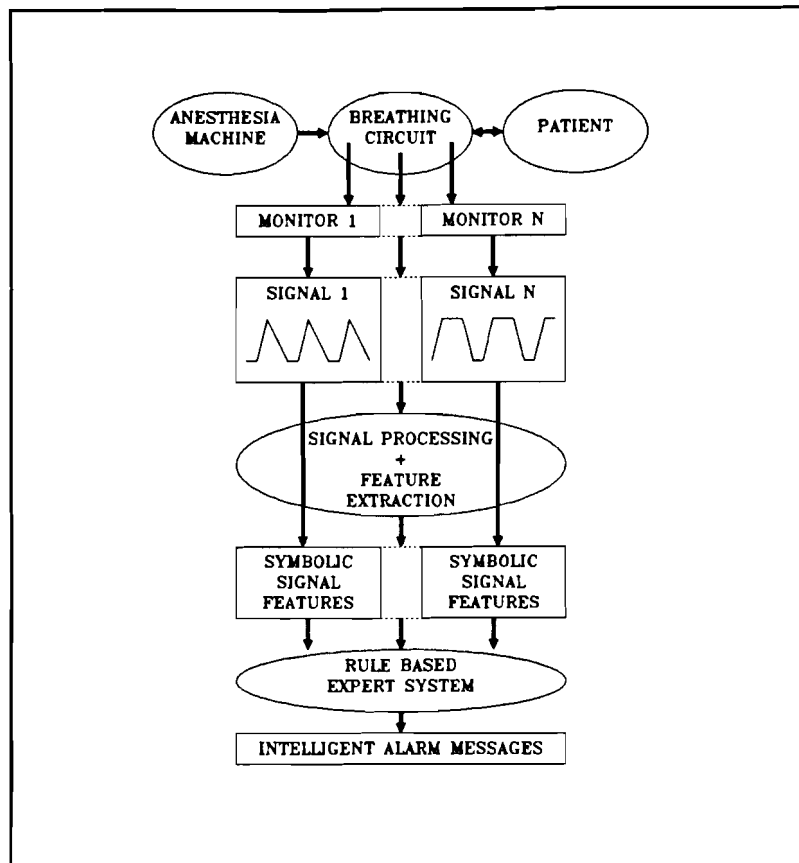 ANESTHESIA
MACHINE
BREATHING
CIRCUIT
PATIENT
MONITOR 1
MONITOR N
SIGNAL 1
SIGNAL N
SIGNAL PROCESSING
+
FEATURE
EXTRACTION
SYMBOLIC
SIGNAL
FEATURES
SYMBOLIC
SIGNAL
FEATURES
RULE BASED
EXPERT SYSTEM
INTELLIGENT ALARM MESSAGES